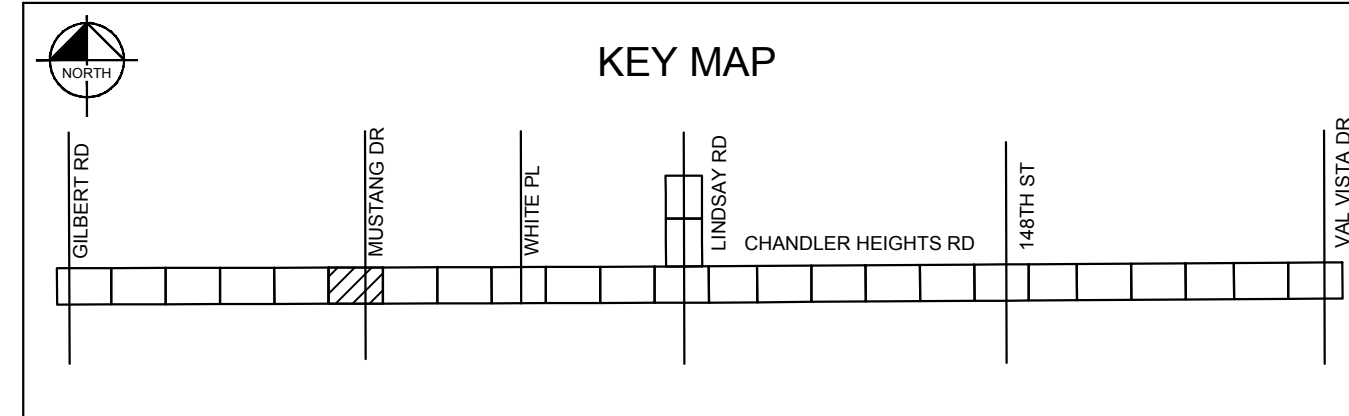 KEY MAP
NORTH
GILBERT RD
MUSTANG DR
WHITE PL
LINDSAY RD
CHANDLER HEIGHTS RD
148TH ST
VAL VISTA DR